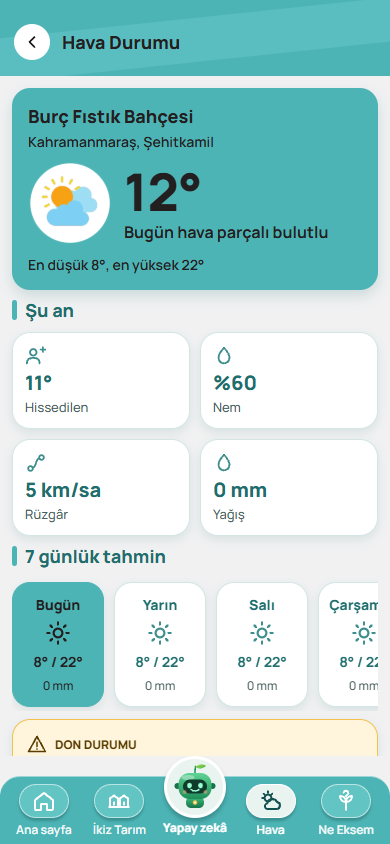 Hava Durumu
Burç Fıstık Bahçesi
Kahramanmaraş, Şehitkamil
12°
Bugün hava parçalı bulutlu
En düşük 8°, en yüksek 22°
Şu an
11°
Hissedilen
%60
Nem
5 km/sa
Rüzgâr
0 mm
Yağış
7 günlük tahmin
Bugün
8° / 22°
0 mm
Yarın
8° / 22°
0 mm
Salı
8° / 22°
0 mm
Çarşam
8° / 22
0 mm
DON DURUMU
Ana sayfa
İkiz Tarım
Yapay zekâ
Hava
Ne Eksem